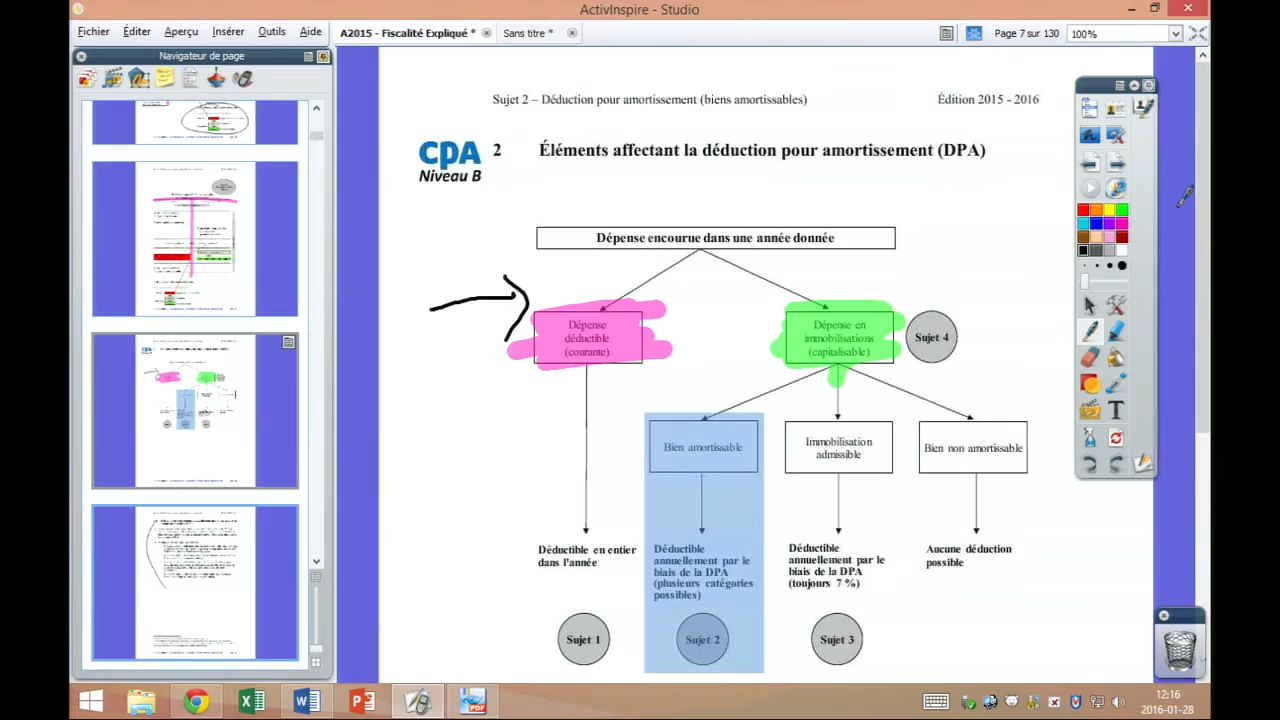 ActivInspire - Studio
Fichier Éditer Aperçu Insérer Outils Aide
A2015 - Fiscalité Expliqué *
Sans titre *
Page 7 sur 130
100%
Navigateur de page
Sujet 2 – Déduction pour amortissement (biens amortissables)
Édition 2015 - 2016
CPA
Niveau B
2 Éléments affectant la déduction pour amortissement (DPA)
Dépense encourue dans une année donnée
Dépense
déductible
(courante)
Dépense en
immobilisations
(capitalisable)
Sujet 4
Bien amortissable
Immobilisation
admissible
Bien non amortissable
Déductible en entier
dans l'année
Déductible
annuellement par le
biais de la DPA
(plusieurs catégories
possibles)
Déductible
annuellement par le
biais de la DPA
(toujours 7 %)
Aucune déduction
possible
Sujet 1
Sujet 2
Sujet 3
12:16
2016-01-28